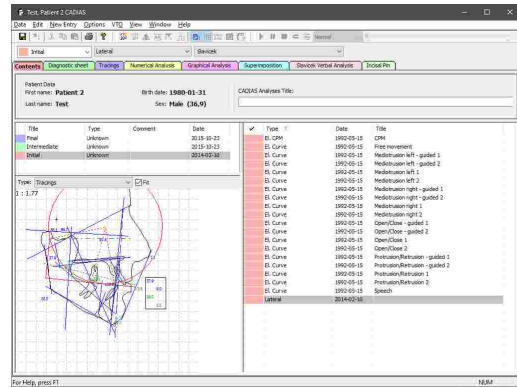 Test, Patient 2 CADIAS
Data Edit New Entry Options VTO View Window Help
Normal
Initial Lateral Slavicek
Contents Diagnostic sheet Tracings Numerical Analysis Graphical Analysis Superimposition Slavicek Verbal Analysis Incisal Pin
Patient Data
First name: Patient 2 Birth date: 1980-01-31 CADIAS Analyses Title:
Last name: Test Sex: Male (36,9)
Title Type Comment Date
Final Unknown 2015-10-23
Intermediate Unknown 2015-10-23
Initial Unknown 2014-02-10
Type: Tracings Fit
1 : 1.77
Type Date Title
El. CPM 1992-05-15 CPM
El. Curve 1992-05-15 Free movement
El. Curve 1992-05-15 Mediotrusion left - guided 1
El. Curve 1992-05-15 Mediotrusion left - guided 2
El. Curve 1992-05-15 Mediotrusion left 1
El. Curve 1992-05-15 Mediotrusion left 2
El. Curve 1992-05-15 Mediotrusion right - guided 1
El. Curve 1992-05-15 Mediotrusion right - guided 2
El. Curve 1992-05-15 Mediotrusion right 1
El. Curve 1992-05-15 Mediotrusion right 2
El. Curve 1992-05-15 Open/Close - guided 1
El. Curve 1992-05-15 Open/Close - guided 2
El. Curve 1992-05-15 Open/Close 1
El. Curve 1992-05-15 Open/Close 2
El. Curve 1992-05-15 Protrusion/Retrusion - guided 1
El. Curve 1992-05-15 Protrusion/Retrusion - guided 2
El. Curve 1992-05-15 Protrusion/Retrusion 1
El. Curve 1992-05-15 Protrusion/Retrusion 2
El. Curve 1992-05-15 Speech
Lateral 2014-02-10
For Help, press F1 NUM